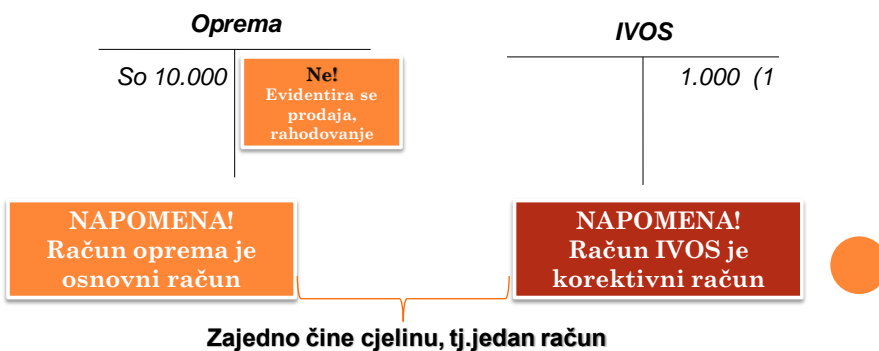 Oprema
IVOS
So 10.000
Ne!
Evidentira se
prodaja,
rahodovanje
1.000 (1
NAPOMENA!
Račun oprema je
osnovni račun
NAPOMENA!
Račun IVOS je
korektivni račun
Zajedno čine cjelinu, tj.jedan račun